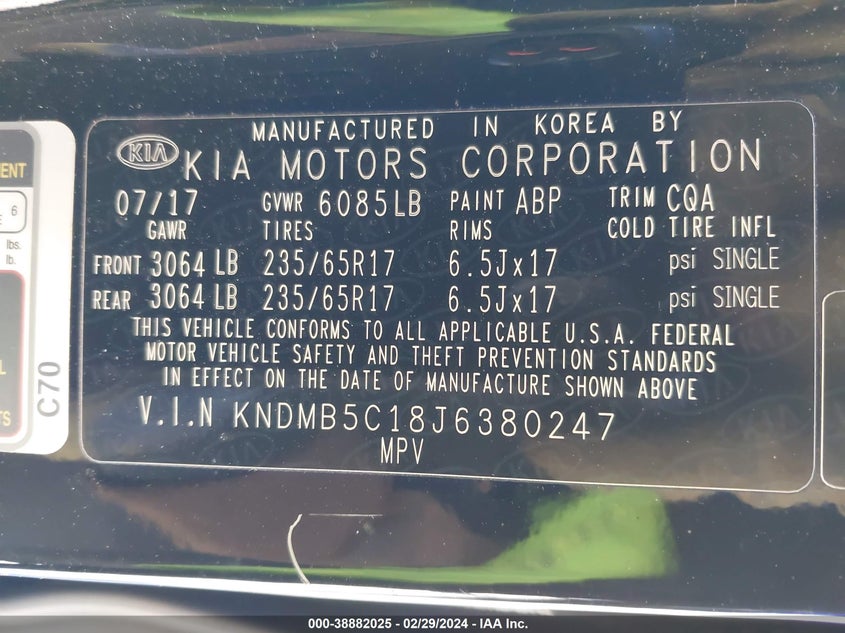 MANUFACTURED IN KOREA BY
KIA KIA MOTORS CORPORATION
07/17 GVWR 6085LB PAINT ABP TRIM CQA
GAWR TIRES RIMS COLD TIRE INFL
FRONT 3064 LB 235/65R17 6.5Jx17 psi SINGLE
REAR 3064 LB 235/65R17 6.5Jx17 psi SINGLE
THIS VEHICLE CONFORMS TO ALL APPLICABLE U.S.A. FEDERAL
MOTOR VEHICLE SAFETY AND THEFT PREVENTION STANDARDS
IN EFFECT ON THE DATE OF MANUFACTURE SHOWN ABOVE
V.I.N KNDMB5C18J6380247
MPV
6
lbs.
lb.
C70
000-38882025 - 02/29/2024 - IAA Inc.